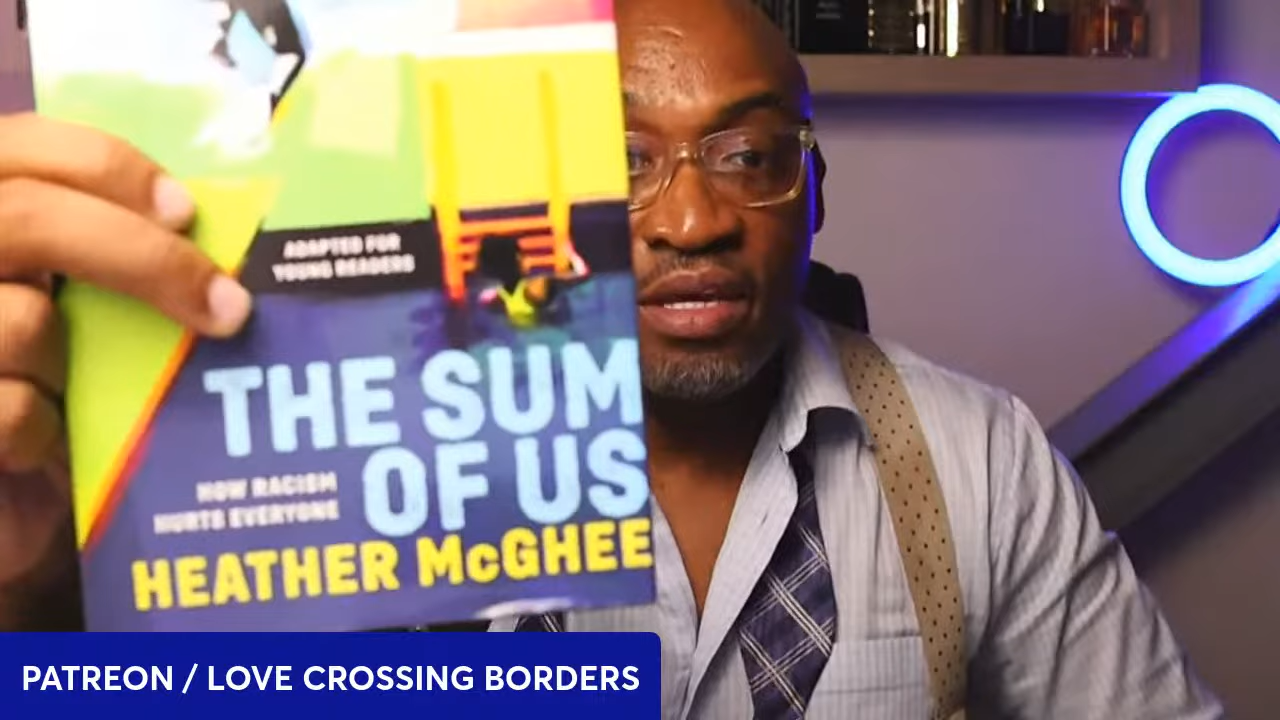 ADAPTED FOR
YOUNG READERS
THE SUM
OF US
HOW RACISM
HURTS EVERYONE
HEATHER McGHEE
PATREON / LOVE CROSSING BORDERS